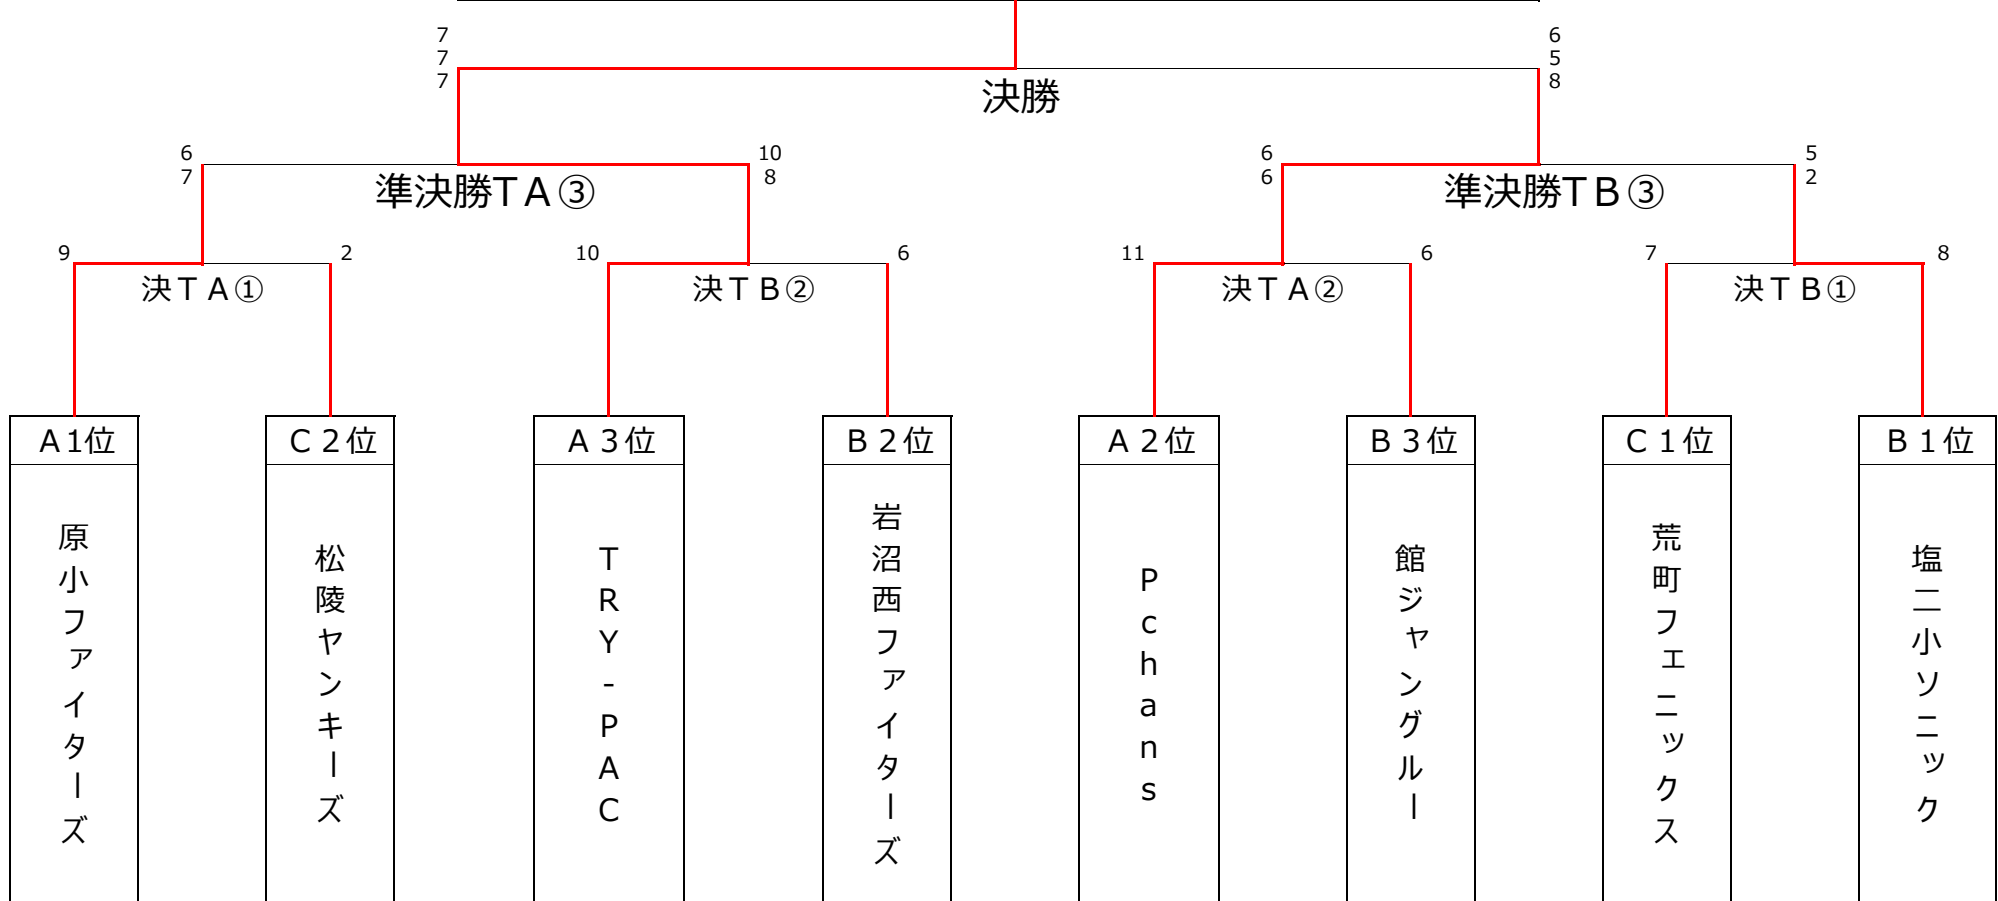 7 6
7 5
7 8
決勝
6 10 6 5
7 8 6 2
準決勝TA③ 準決勝TB③
9 2 10 6 11 6 7 8
決TA① 決TB② 決TA② 決TB①
A1位 C2位 A3位 B2位 A2位 B3位 C1位 B1位
原小ファイターズ
松陵ヤンキーズ
TRY-PAC
岩沼西ファイターズ
Pchans
館ジャングルー
荒町フェニックス
塩二小ソニック